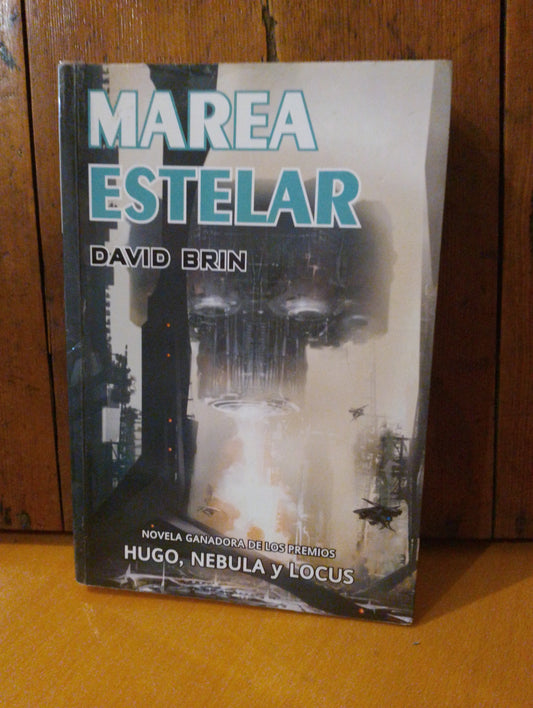 MAREA
ESTELAR
DAVID BRIN
NOVELA GANADORA DE LOS PREMIOS
HUGO, NEBULA y LOCUS